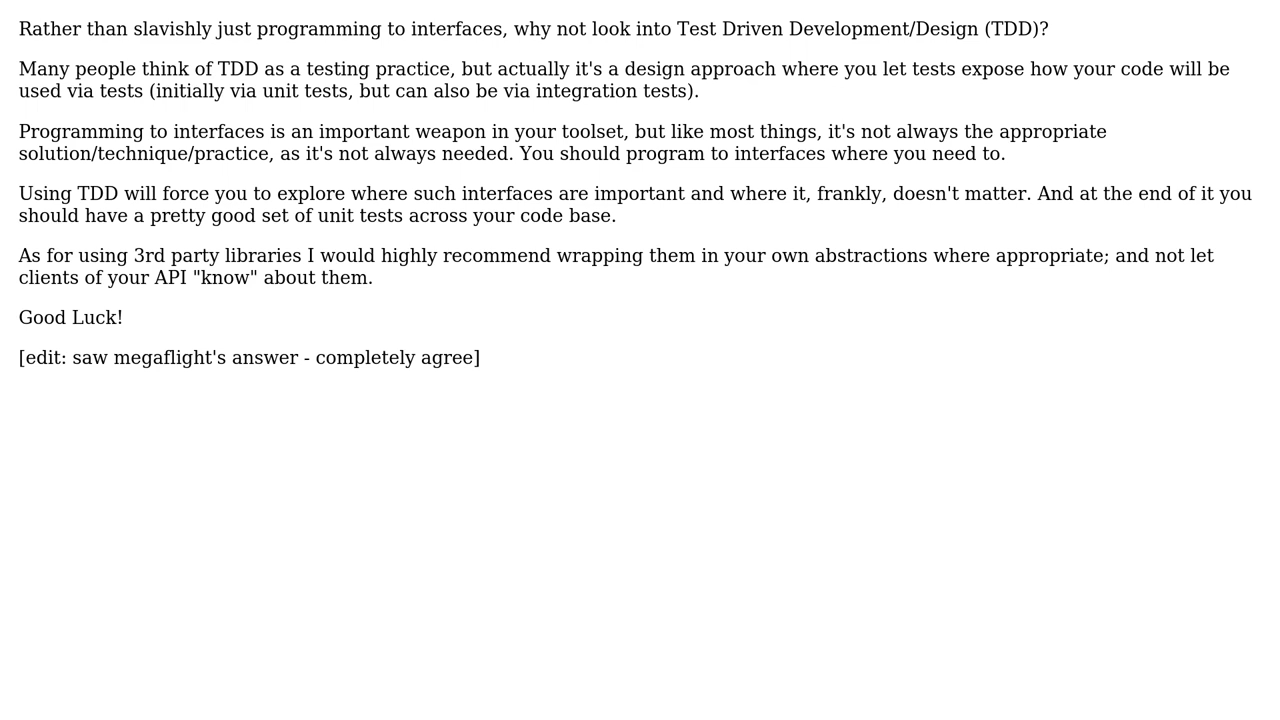 Rather than slavishly just programming to interfaces, why not look into Test Driven Development/Design (TDD)?
Many people think of TDD as a testing practice, but actually it's a design approach where you let tests expose how your code will be
used via tests (initially via unit tests, but can also be via integration tests).
Programming to interfaces is an important weapon in your toolset, but like most things, it's not always the appropriate
solution/technique/practice, as it's not always needed. You should program to interfaces where you need to.
Using TDD will force you to explore where such interfaces are important and where it, frankly, doesn't matter. And at the end of it you
should have a pretty good set of unit tests across your code base.
As for using 3rd party libraries I would highly recommend wrapping them in your own abstractions where appropriate; and not let
clients of your API "know" about them.
Good Luck!
[edit: saw megaflight's answer - completely agree]